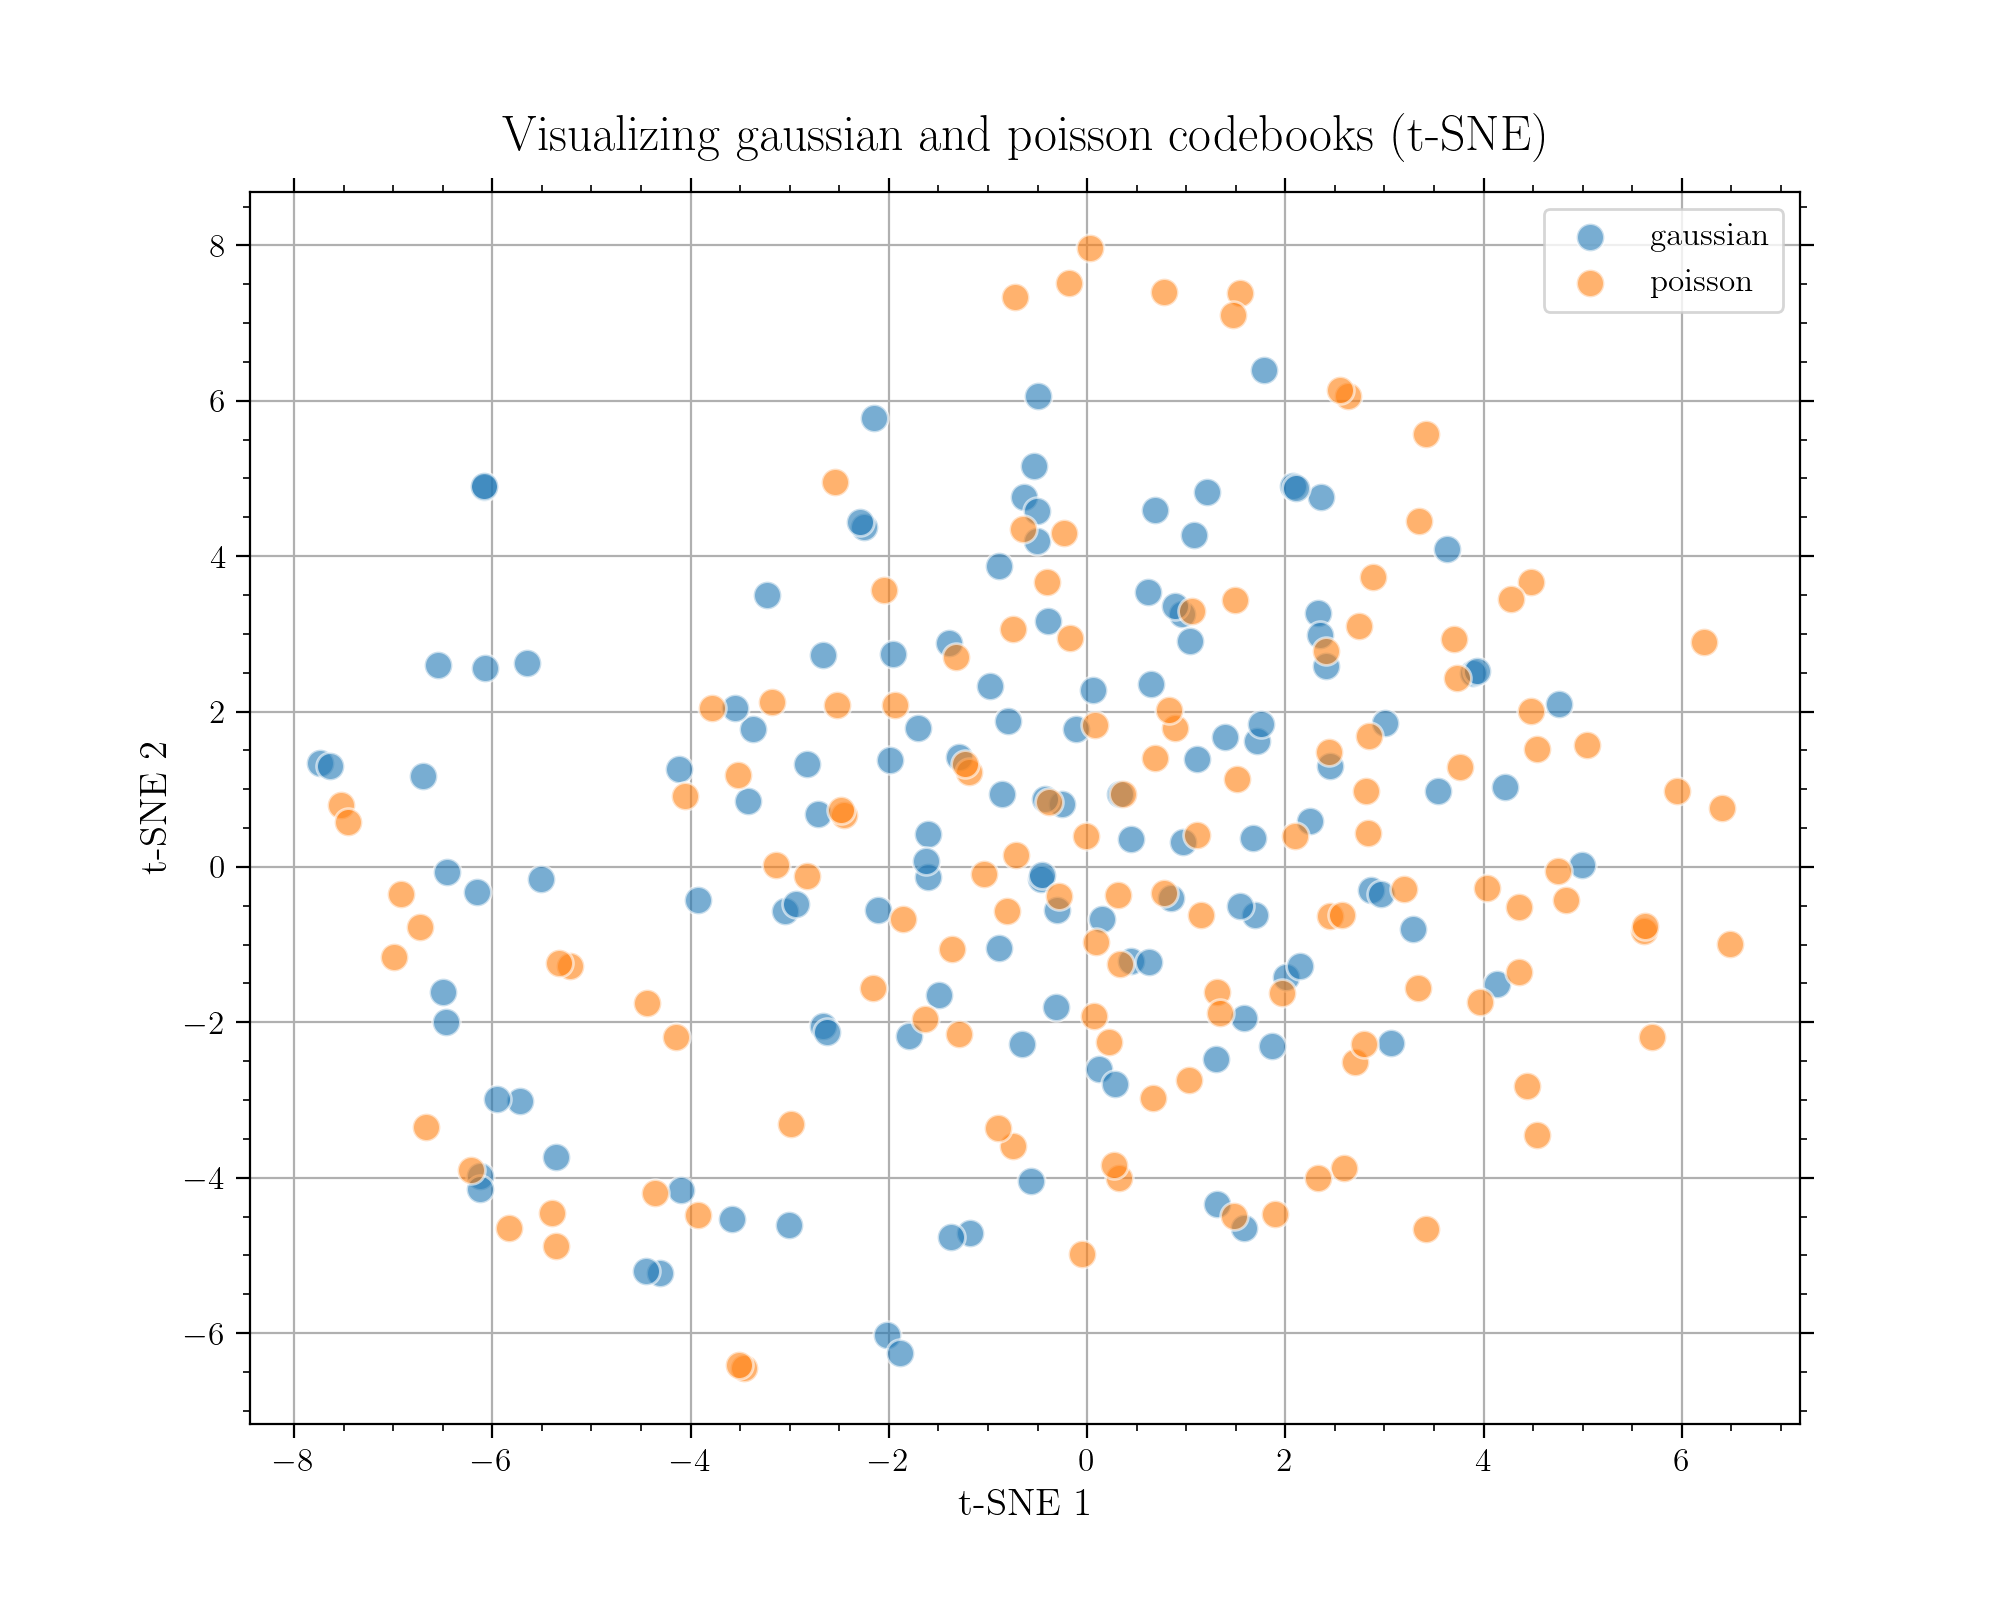 Visualizing gaussian and poisson codebooks (t-SNE)
gaussian
poisson
8
6
4
2
0
−2
−4
−6
t-SNE 2
−8 −6 −4 −2 0 2 4 6
t-SNE 1